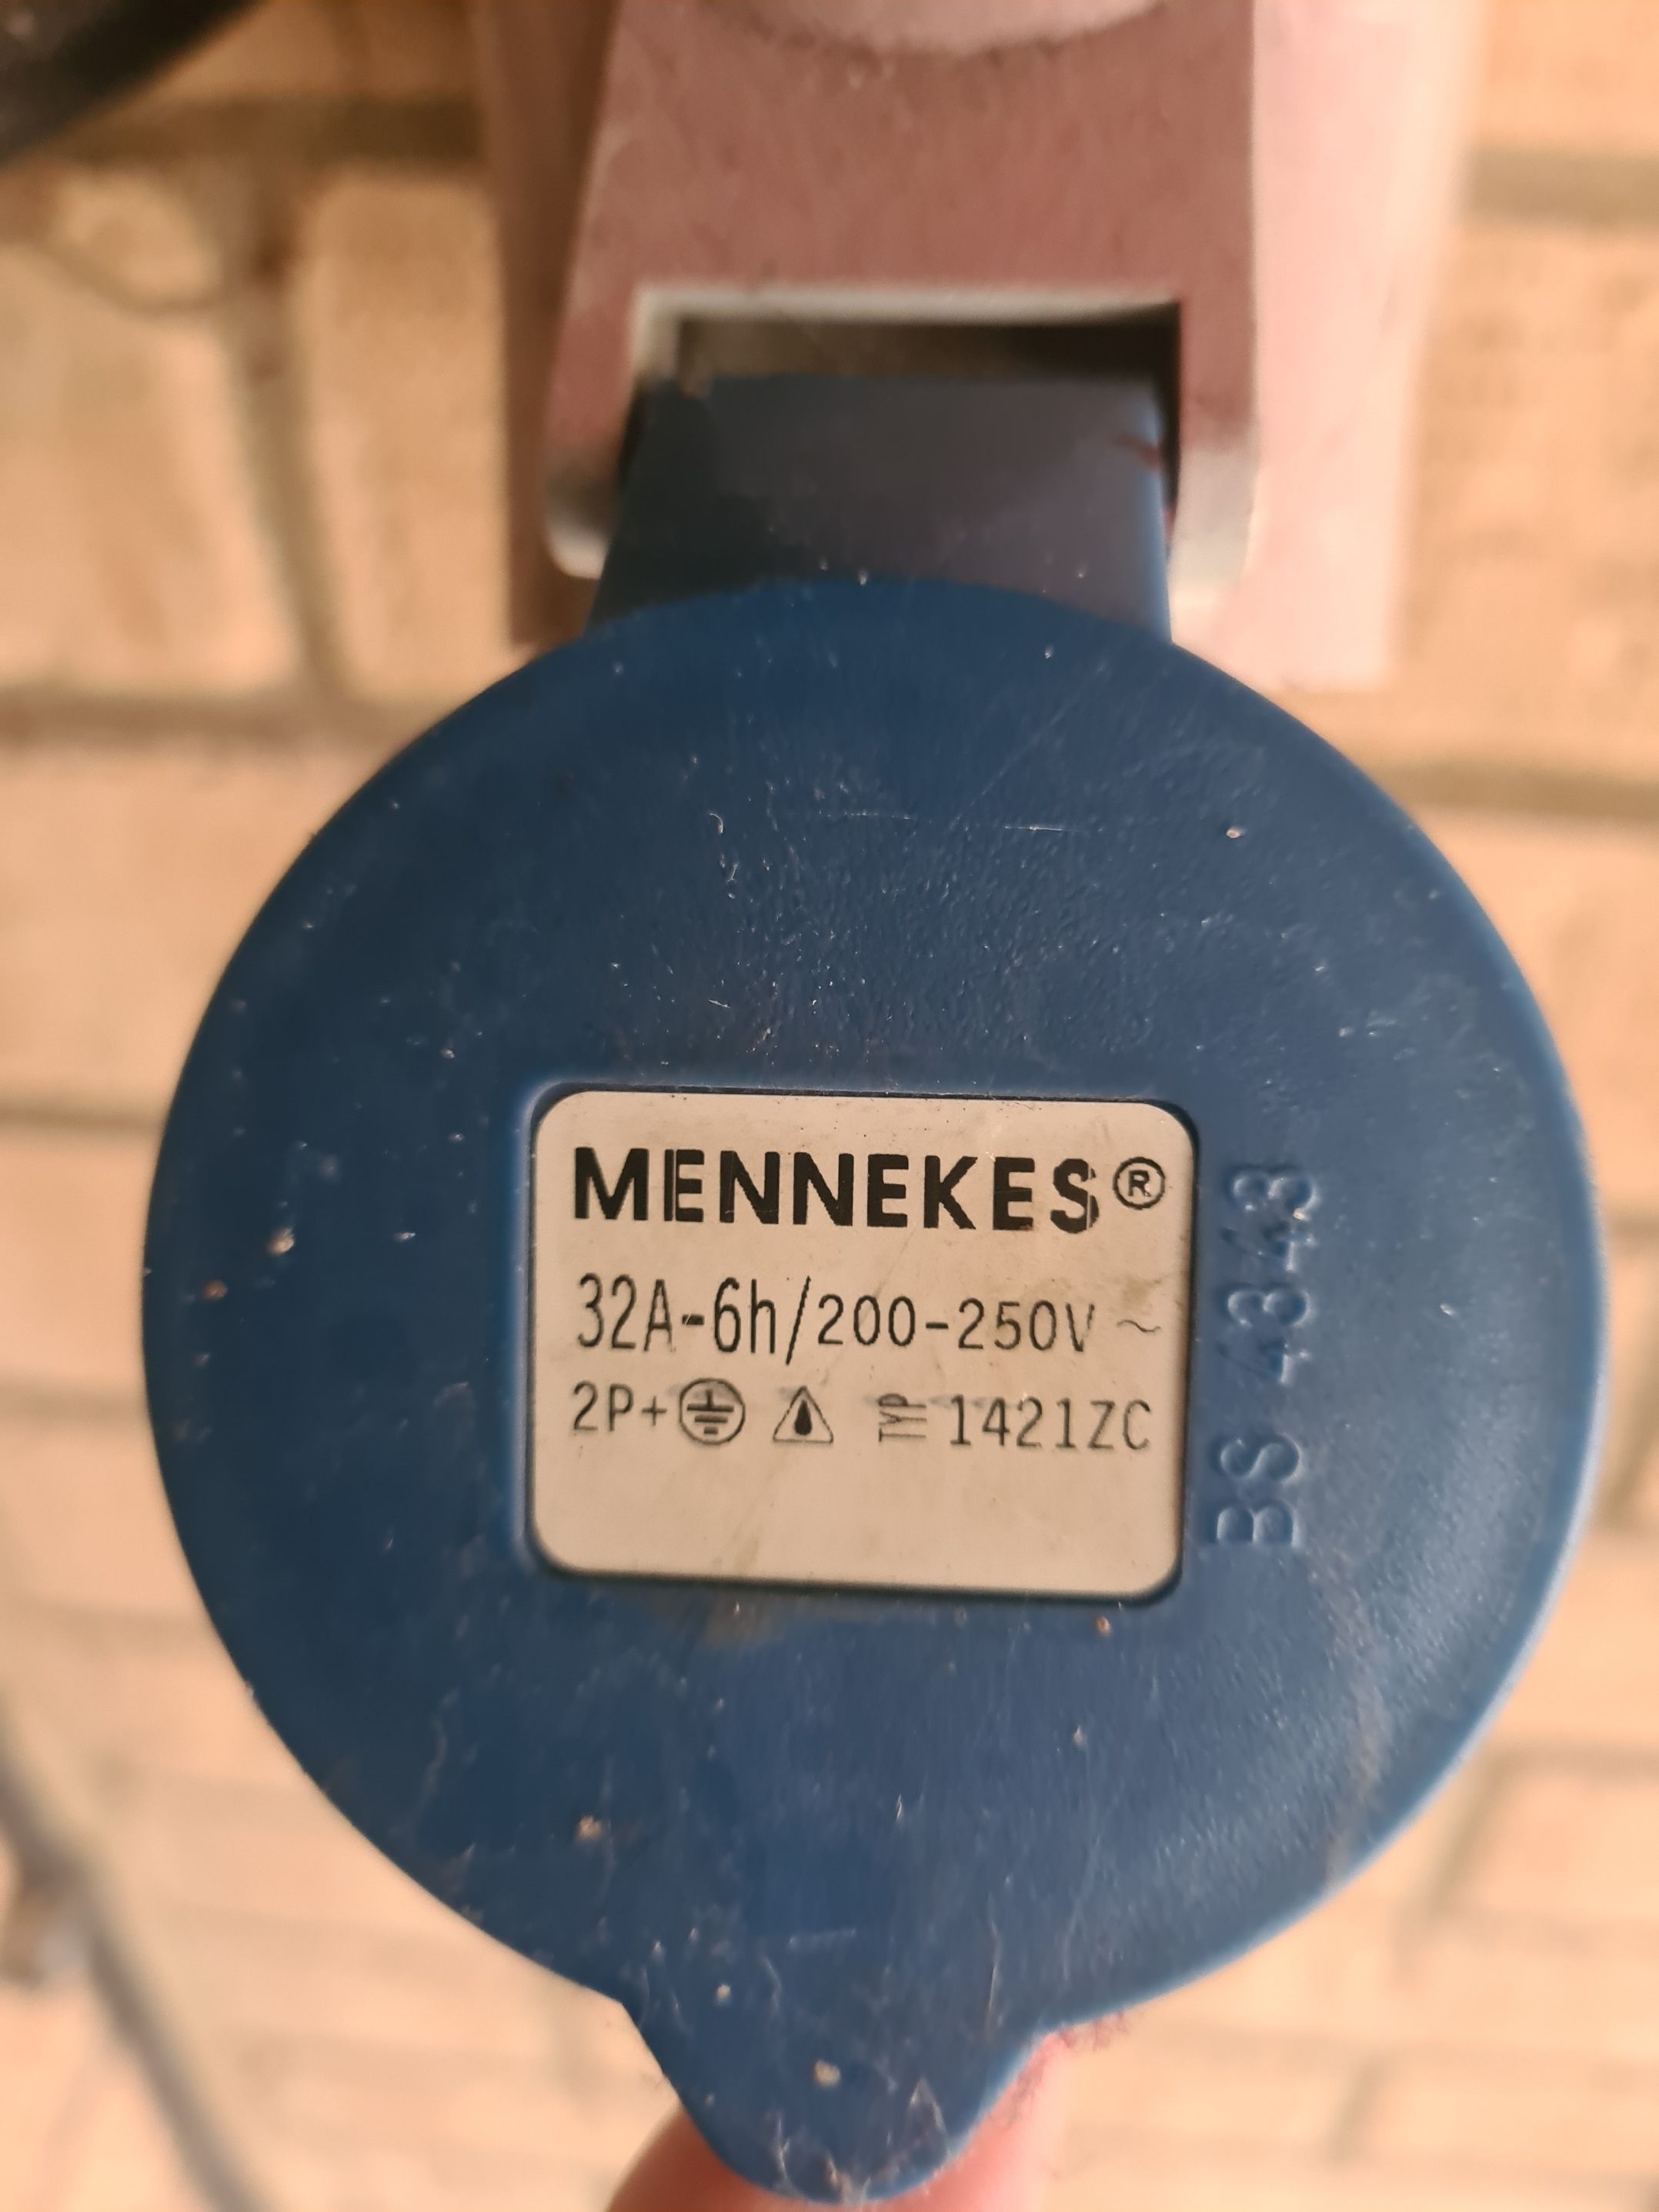 MENNEKES®
32A-6h/200-250V ~
2P+ TYP 1421ZC
BS 4343